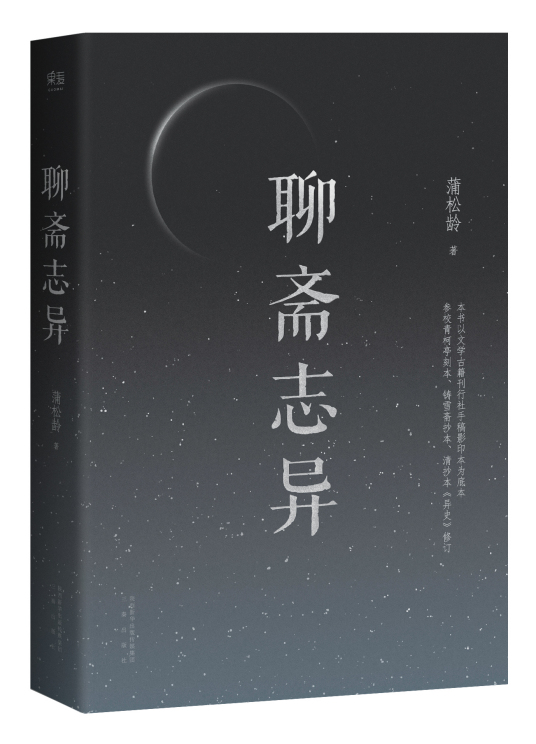 果麦
聊斋志异
蒲松龄 著
聊斋志异
蒲松龄 著
本书以文学古籍刊行社手稿影印本为底本
参校青柯亭刻本、铸雪斋抄本、清抄本《异史》修订